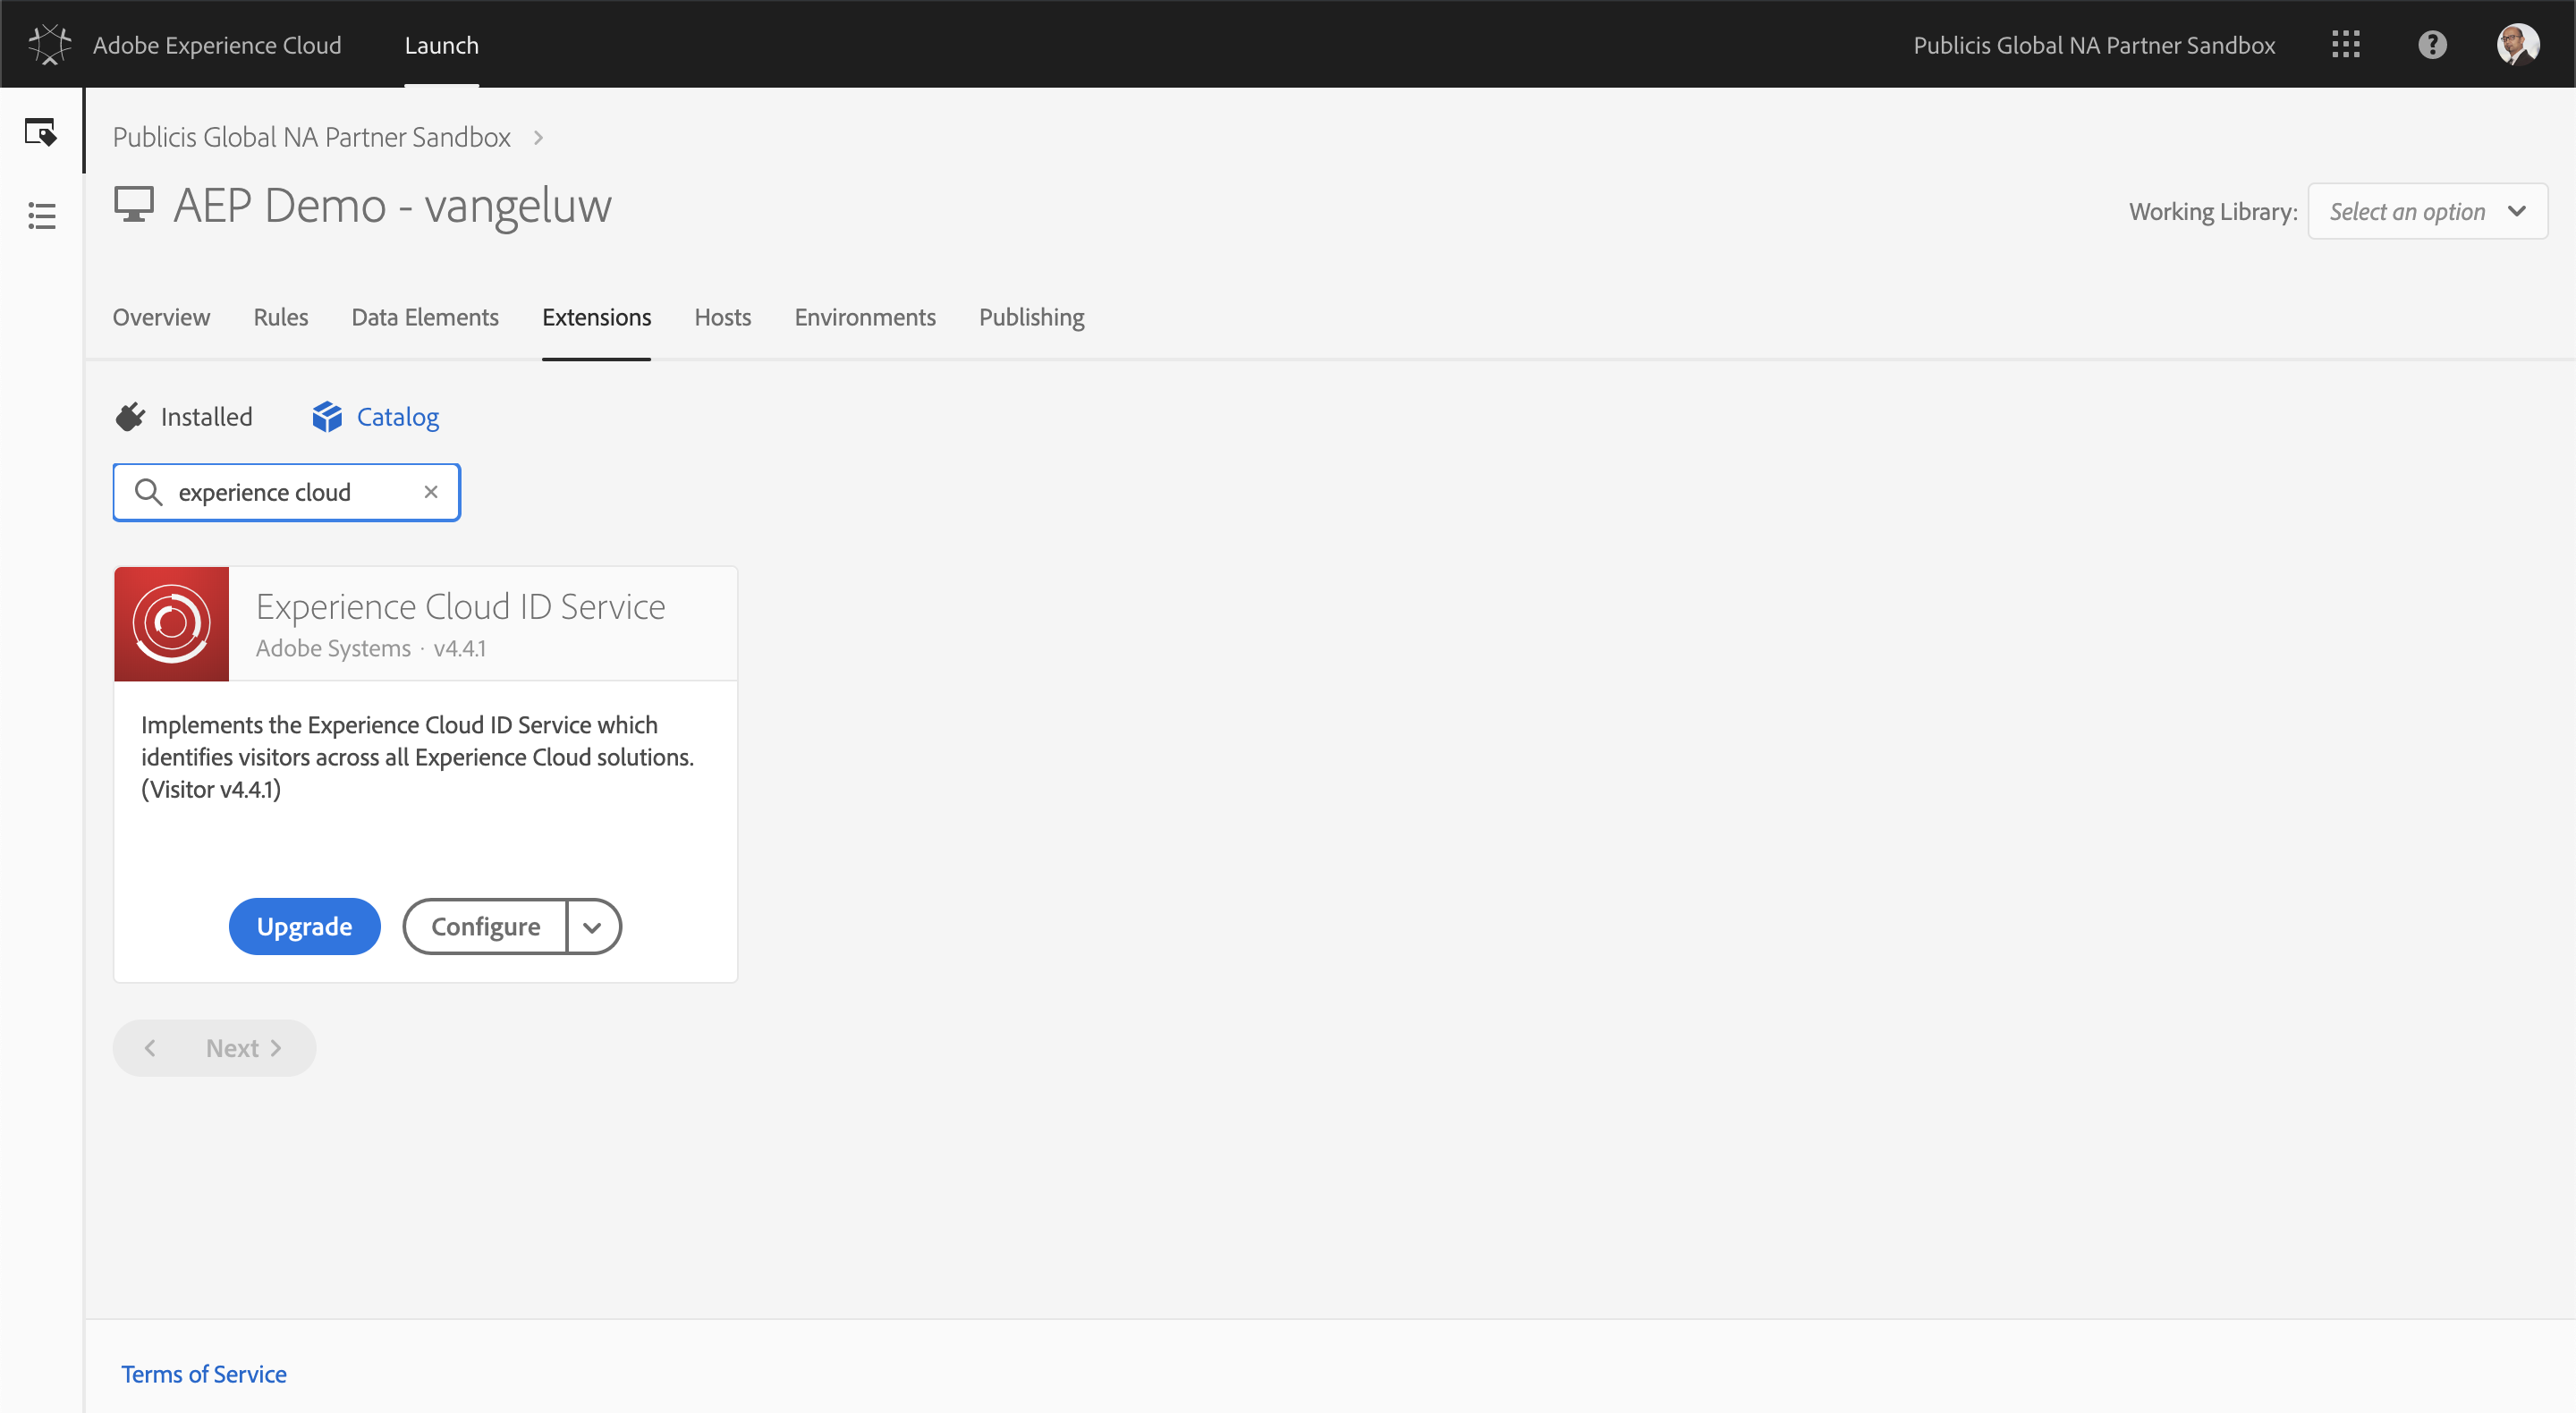 Adobe Experience Cloud
Launch
Publicis Global NA Partner Sandbox
?
Publicis Global NA Partner Sandbox
AEP Demo - vangeluw
Working Library:
Select an option
Overview
Rules
Data Elements
Extensions
Hosts
Environments
Publishing
Installed
Catalog
experience cloud
Experience Cloud ID Service
Adobe Systems · v4.4.1
Implements the Experience Cloud ID Service which
identifies visitors across all Experience Cloud solutions.
(Visitor v4.4.1)
Upgrade
Configure
Next
Terms of Service